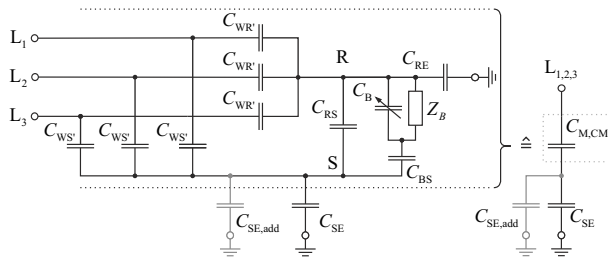 L1
L2
L3
CWR'
CWR'
CWR'
R
CRE
CB
ZB
CRS
CWS'
CWS'
CWS'
S
CBS
CSE,add
CSE
≙
L1,2,3
CM,CM
CSE,add
CSE